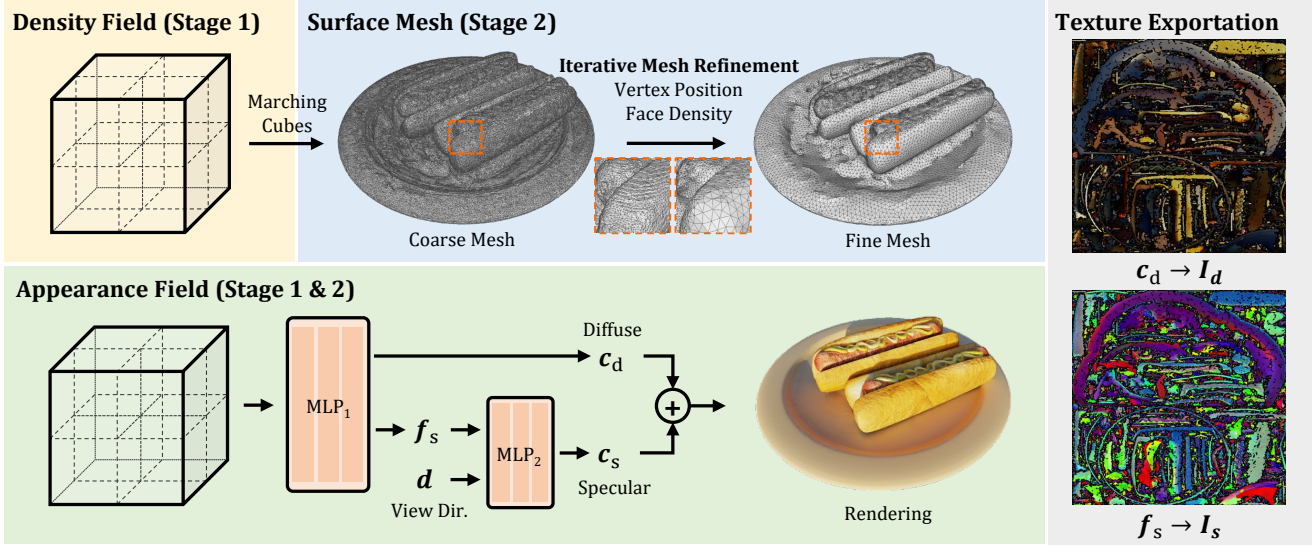 Density Field (Stage 1)
Marching
Cubes
Surface Mesh (Stage 2)
Coarse Mesh
Iterative Mesh Refinement
Vertex Position
Face Density
Fine Mesh
Appearance Field (Stage 1 & 2)
MLP₁
f_s
d
View Dir.
MLP₂
Diffuse
c_d
c_s
Specular
+
Rendering
Texture Exportation
c_d → I_d
f_s → I_s